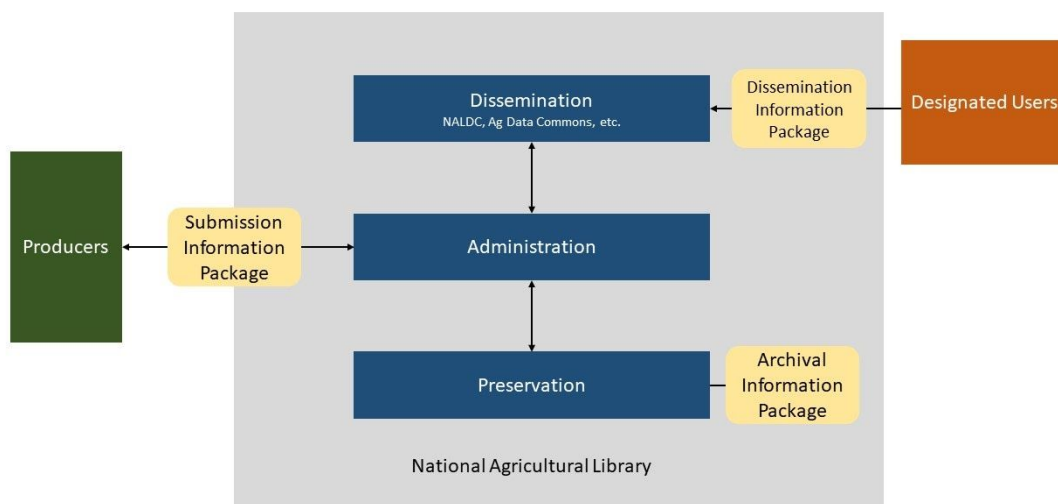 Dissemination
NALDC, Ag Data Commons, etc.
Dissemination
Information
Package
Designated Users
Producers
Submission
Information
Package
Administration
Preservation
Archival
Information
Package
National Agricultural Library